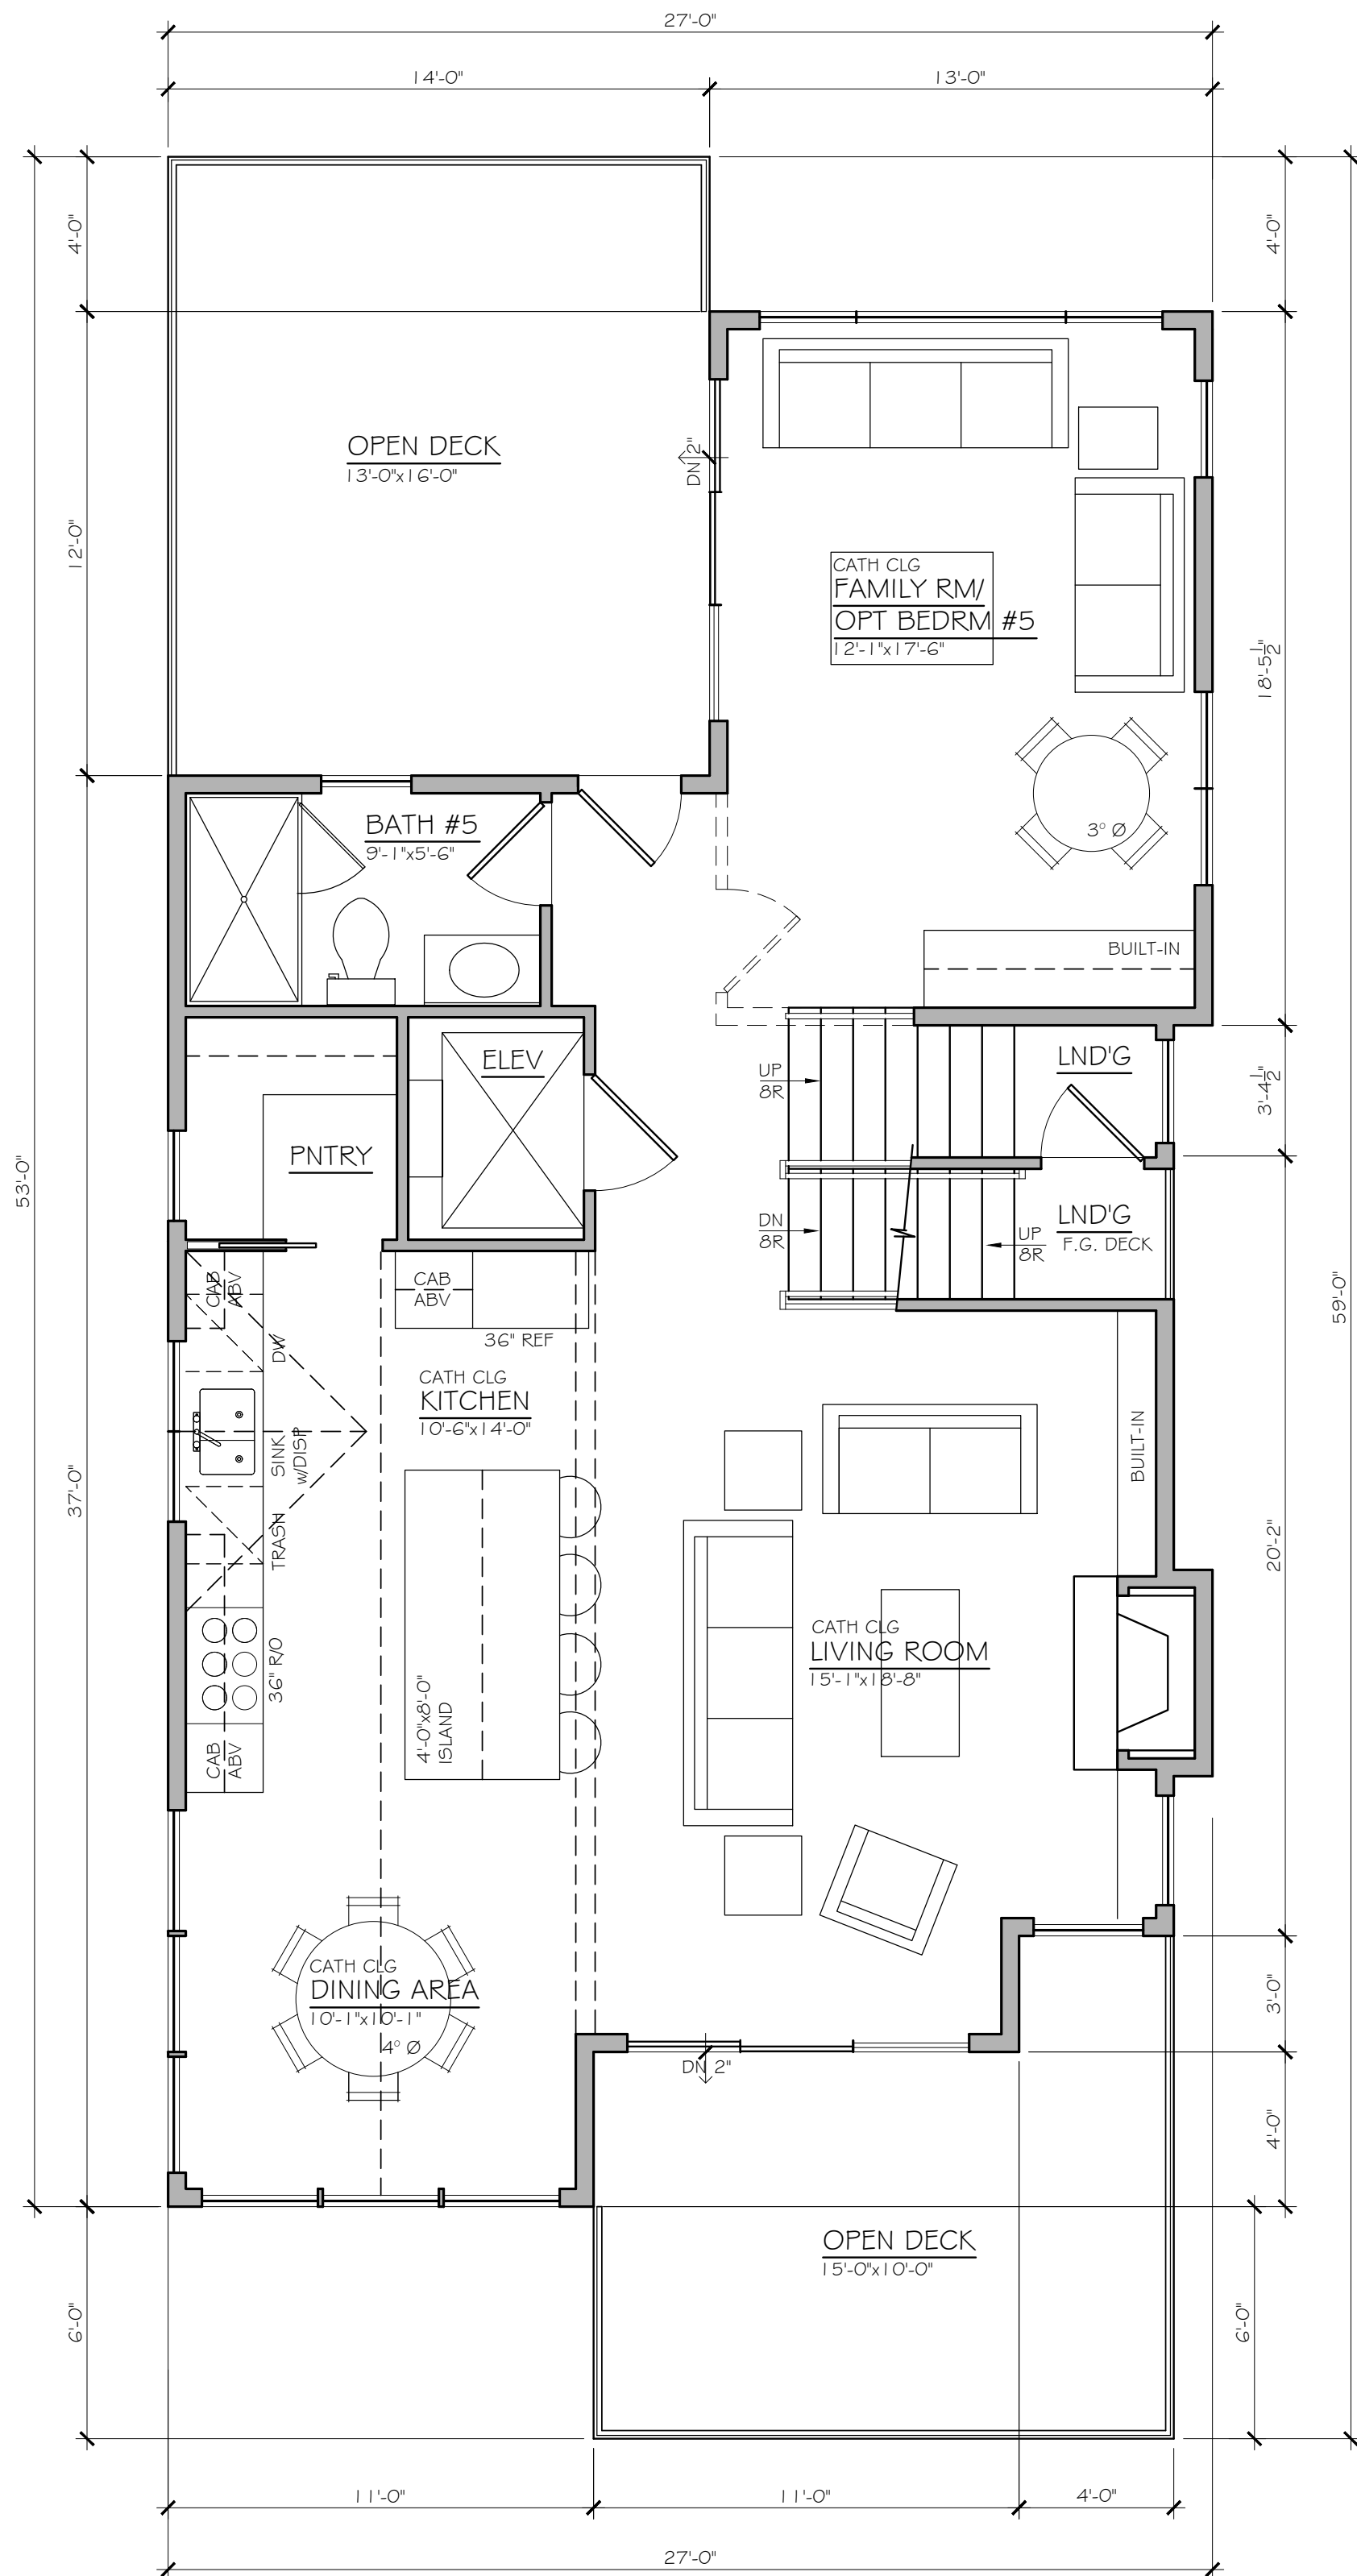 27'-0"
14'-0"
13'-0"
4'-0"
4'-0"
OPEN DECK
13'-0"x16'-0"
DN 2"
12'-0"
CATH CLG
FAMILY RM/
OPT BEDRM #5
12'-1"x17'-6"
18'-5 1/2"
BATH #5
9'-1"x5'-6"
3° Ø
BUILT-IN
ELEV
UP
8R
LND'G
3'-4 1/2"
PNTRY
53'-0"
DN
8R
UP
8R
LND'G
F.G. DECK
59'-0"
CAB
ABV
CAB
ABV
36" REF
DW
CATH CLG
KITCHEN
10'-6"x14'-0"
SINK
w/DISP
BUILT-IN
37'-0"
TRASH
20'-2"
36" R/O
4'-0"x8'-0"
ISLAND
CATH CLG
LIVING ROOM
15'-1"x18'-8"
CAB
ABV
CATH CLG
DINING AREA
10'-1"x10'-1"
4° Ø
3'-0"
DN 2"
4'-0"
OPEN DECK
15'-0"x10'-0"
6'-0"
6'-0"
11'-0"
11'-0"
4'-0"
27'-0"